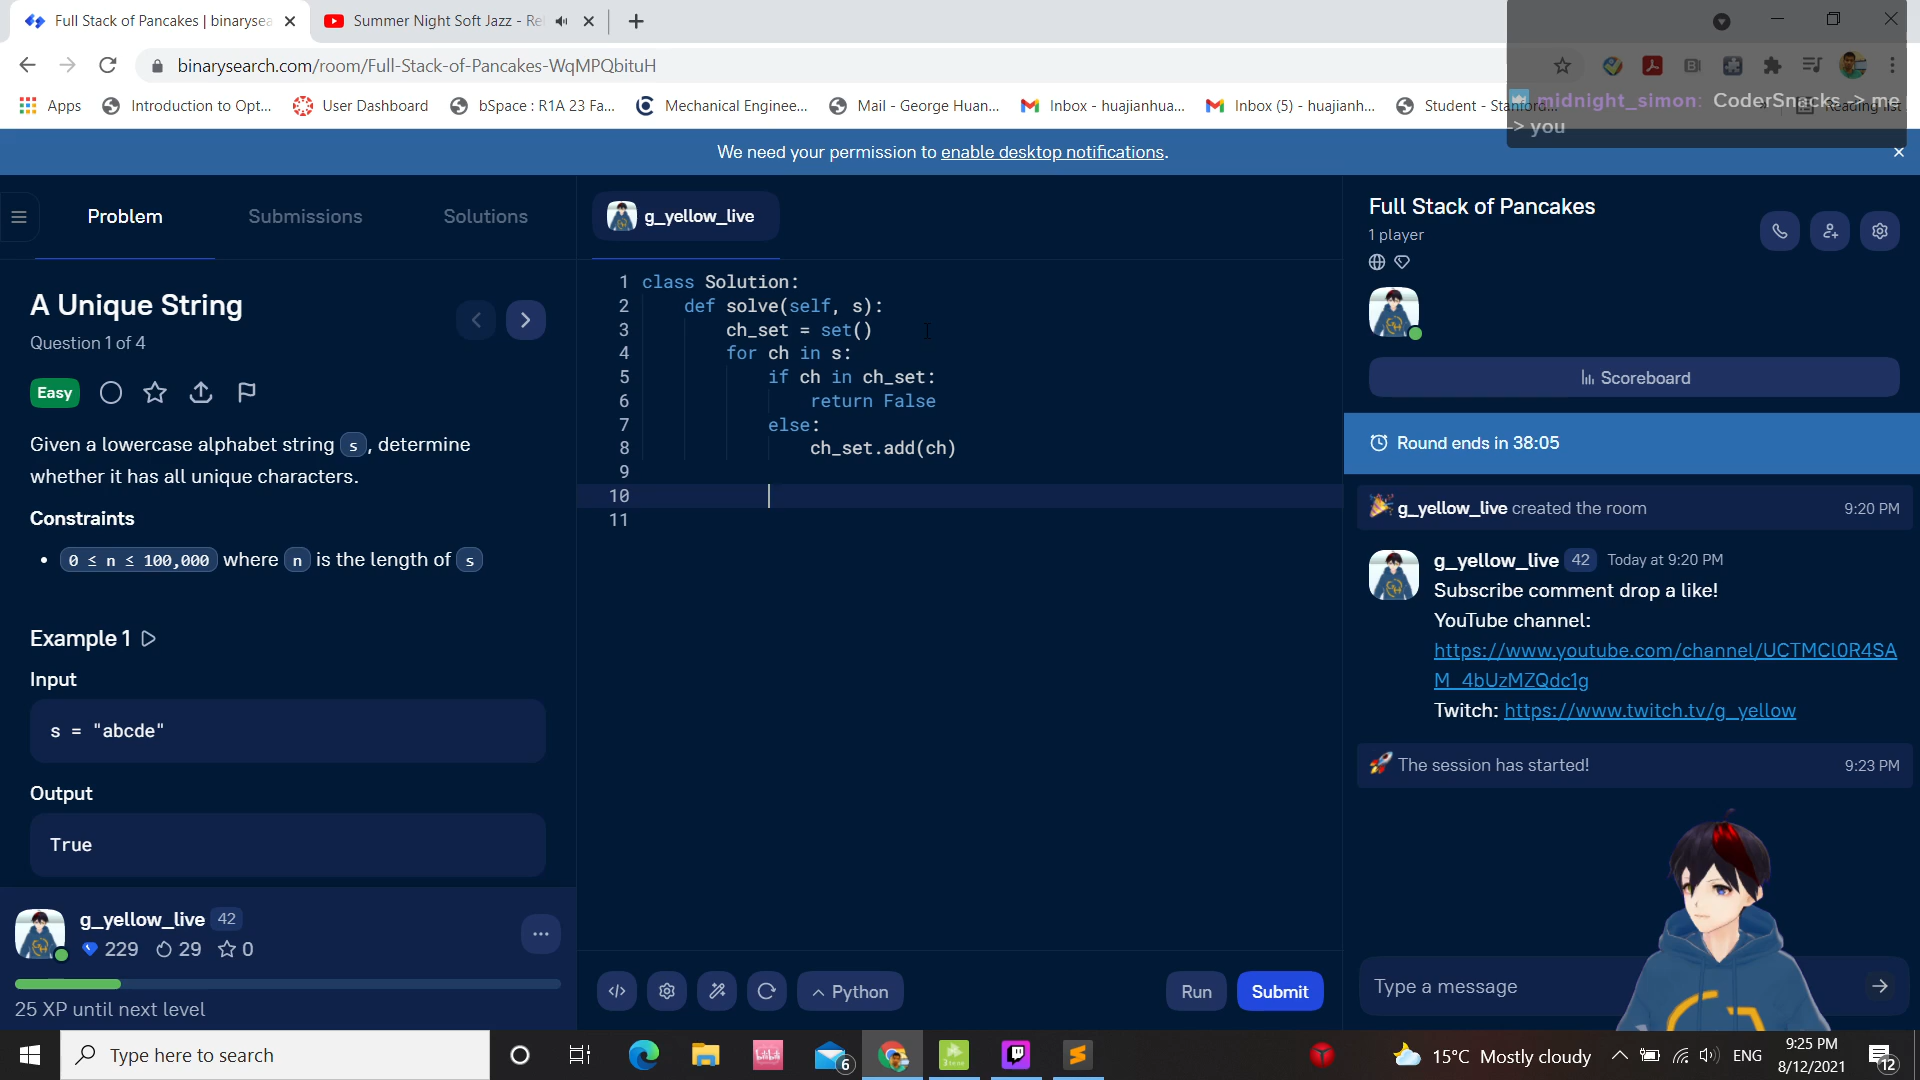 Full Stack of Pancakes | binarysea
Summer Night Soft Jazz - Re
binarysearch.com/room/Full-Stack-of-Pancakes-WqMPQbituH
Apps
Introduction to Opt...
User Dashboard
bSpace : R1A 23 Fa...
Mechanical Enginee...
Mail - George Huan...
Inbox - huajianhua...
Inbox (5) - huajianh...
Student - Stanford...
Reading list
midnight_simon: CoderSnacks -> me
-> you
We need your permission to enable desktop notifications.
Problem
Submissions
Solutions
A Unique String
Question 1 of 4
Easy
Given a lowercase alphabet string s, determine
whether it has all unique characters.
Constraints
• 0 ≤ n ≤ 100,000 where n is the length of s
Example 1
Input
s = "abcde"
Output
True
g_yellow_live 42
229 29 0
25 XP until next level
g_yellow_live
1 class Solution:
2 def solve(self, s):
3 ch_set = set()
4 for ch in s:
5 if ch in ch_set:
6 return False
7 else:
8 ch_set.add(ch)
9
10
11
Python
Run
Submit
Full Stack of Pancakes
1 player
Scoreboard
Round ends in 38:05
g_yellow_live created the room 9:20 PM
g_yellow_live 42 Today at 9:20 PM
Subscribe comment drop a like!
YouTube channel:
https://www.youtube.com/channel/UCTMCl0R4SA
M_4bUzMZQdc1g
Twitch: https://www.twitch.tv/g_yellow
The session has started! 9:23 PM
Type a message
Type here to search
6
15°C Mostly cloudy
ENG
9:25 PM
8/12/2021
12